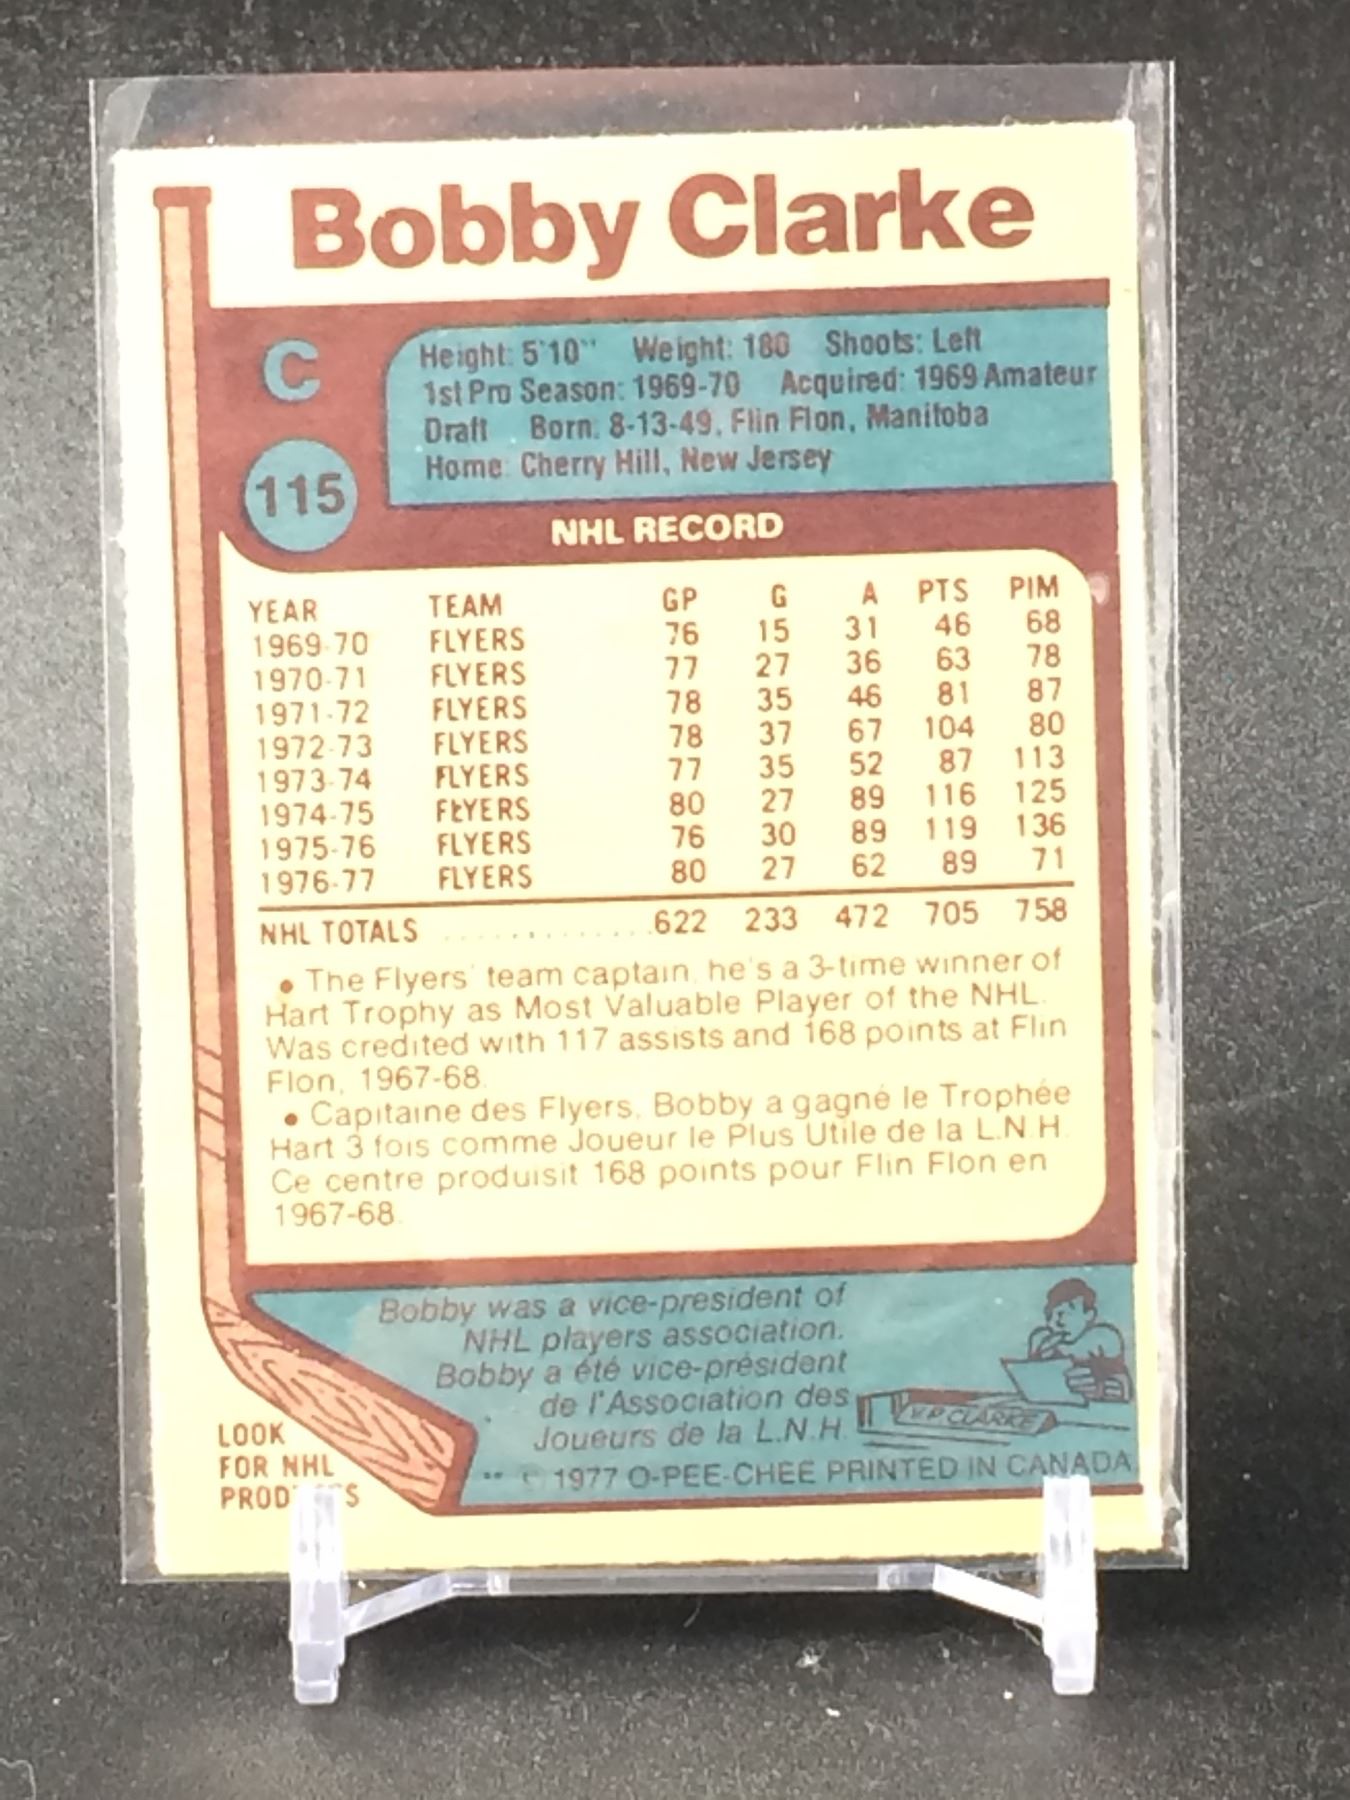 Bobby Clarke
C
Height: 5'10" Weight: 180 Shoots: Left
1st Pro Season: 1969-70 Acquired: 1969 Amateur
Draft Born: 8-13-49, Flin Flon, Manitoba
Home: Cherry Hill, New Jersey
115
NHL RECORD
YEAR TEAM GP G A PTS PIM
1969-70 FLYERS 76 15 31 46 68
1970-71 FLYERS 77 27 36 63 78
1971-72 FLYERS 78 35 46 81 87
1972-73 FLYERS 78 37 67 104 80
1973-74 FLYERS 77 35 52 87 113
1974-75 FLYERS 80 27 89 116 125
1975-76 FLYERS 76 30 89 119 136
1976-77 FLYERS 80 27 62 89 71
NHL TOTALS ..............622 233 472 705 758
• The Flyers' team captain, he's a 3-time winner of
Hart Trophy as Most Valuable Player of the NHL.
Was credited with 117 assists and 168 points at Flin
Flon, 1967-68.
• Capitaine des Flyers, Bobby a gagné le Trophée
Hart 3 fois comme Joueur le Plus Utile de la L.N.H.
Ce centre produisit 168 points pour Flin Flon en
1967-68.
Bobby was a vice-president of
NHL players association.
Bobby a été vice-président
de l'Association des
Joueurs de la L.N.H.
V.P. CLARKE
** © 1977 O-PEE-CHEE PRINTED IN CANADA
LOOK
FOR NHL